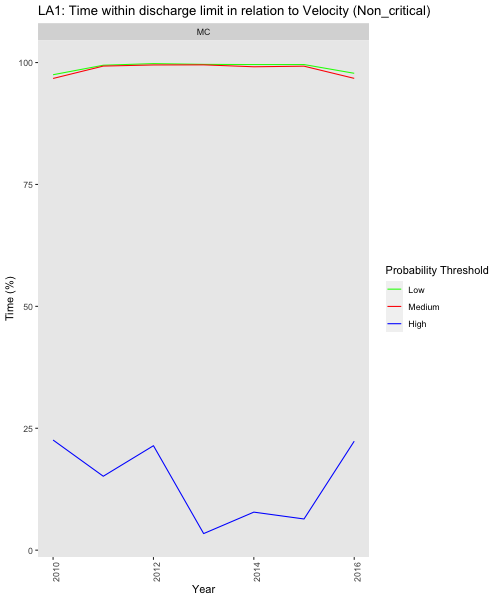 LA1: Time within discharge limit in relation to Velocity (Non_critical)
MC
100
75
50
25
0
Time (%)
2010
2012
2014
2016
Year
Probability Threshold
Low
Medium
High